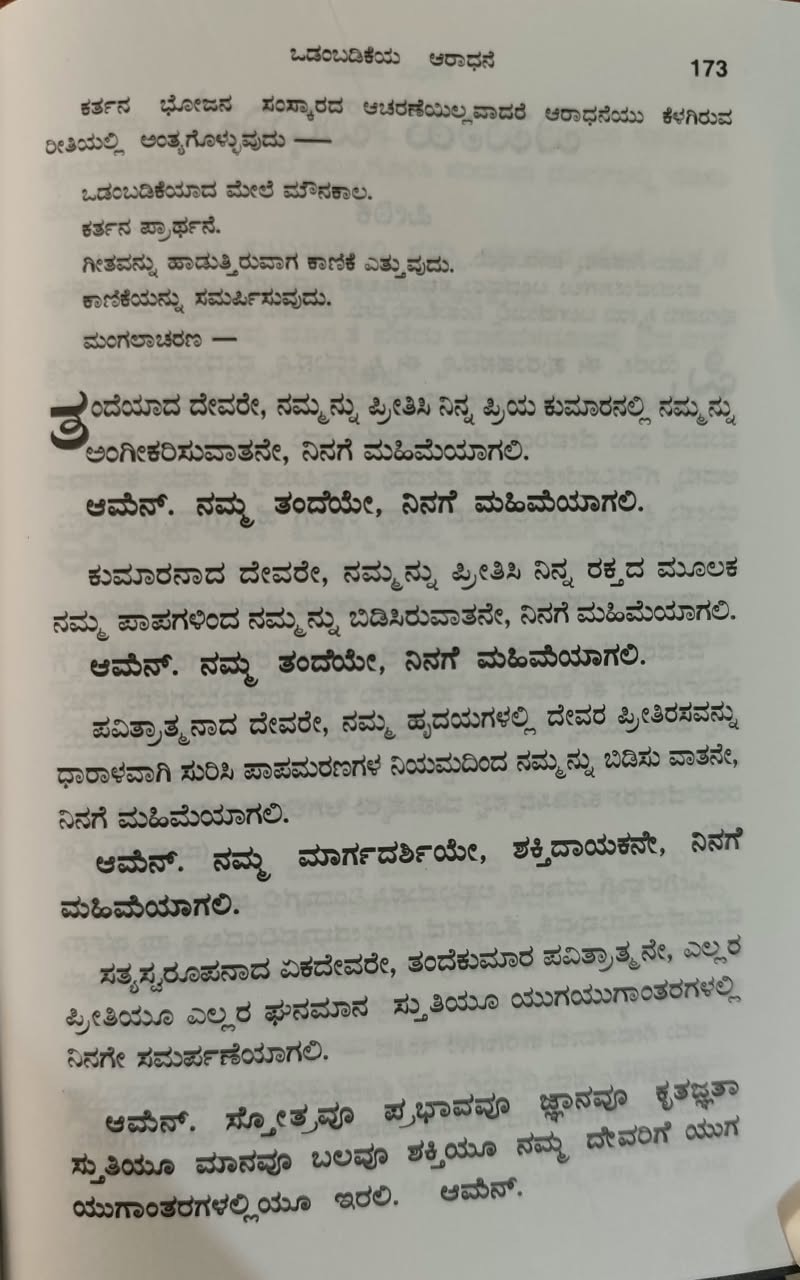 ಒಡಂಬಡಿಕೆಯ ಆರಾಧನೆ 173
ಕರ್ತನ ಭೋಜನ ಸಂಸ್ಕಾರದ ಆಚರಣೆಯಿಲ್ಲವಾದರೆ ಆರಾಧನೆಯು ಕೆಳಗಿರುವ
ರೀತಿಯಲ್ಲಿ ಅಂತ್ಯಗೊಳ್ಳುವುದು —
ಒಡಂಬಡಿಕೆಯಾದ ಮೇಲೆ ಮೌನಕಾಲ.
ಕರ್ತನ ಪ್ರಾರ್ಥನೆ.
ಗೀತವನ್ನು ಹಾಡುತ್ತಿರುವಾಗ ಕಾಣಿಕೆ ಎತ್ತುವುದು.
ಕಾಣಿಕೆಯನ್ನು ಸಮರ್ಪಿಸುವುದು.
ಮಂಗಲಾಚರಣ —
ತಂದೆಯಾದ ದೇವರೇ, ನಮ್ಮನ್ನು ಪ್ರೀತಿಸಿ ನಿನ್ನ ಪ್ರಿಯ ಕುಮಾರನಲ್ಲಿ ನಮ್ಮನ್ನು
ಅಂಗೀಕರಿಸುವಾತನೇ, ನಿನಗೆ ಮಹಿಮೆಯಾಗಲಿ.
ಆಮೆನ್. ನಮ್ಮ ತಂದೆಯೇ, ನಿನಗೆ ಮಹಿಮೆಯಾಗಲಿ.
ಕುಮಾರನಾದ ದೇವರೇ, ನಮ್ಮನ್ನು ಪ್ರೀತಿಸಿ ನಿನ್ನ ರಕ್ತದ ಮೂಲಕ
ನಮ್ಮ ಪಾಪಗಳಿಂದ ನಮ್ಮನ್ನು ಬಿಡಿಸಿರುವಾತನೇ, ನಿನಗೆ ಮಹಿಮೆಯಾಗಲಿ.
ಆಮೆನ್. ನಮ್ಮ ತಂದೆಯೇ, ನಿನಗೆ ಮಹಿಮೆಯಾಗಲಿ.
ಪವಿತ್ರಾತ್ಮನಾದ ದೇವರೇ, ನಮ್ಮ ಹೃದಯಗಳಲ್ಲಿ ದೇವರ ಪ್ರೀತಿರಸವನ್ನು
ಧಾರಾಳವಾಗಿ ಸುರಿಸಿ ಪಾಪಮರಣಗಳ ನಿಯಮದಿಂದ ನಮ್ಮನ್ನು ಬಿಡಿಸು ವಾತನೇ,
ನಿನಗೆ ಮಹಿಮೆಯಾಗಲಿ.
ಆಮೆನ್. ನಮ್ಮ ಮಾರ್ಗದರ್ಶಿಯೇ, ಶಕ್ತಿದಾಯಕನೇ, ನಿನಗೆ
ಮಹಿಮೆಯಾಗಲಿ.
ಸತ್ಯಸ್ವರೂಪನಾದ ಏಕದೇವರೇ, ತಂದೆಕುಮಾರ ಪವಿತ್ರಾತ್ಮನೇ, ಎಲ್ಲರ
ಪ್ರೀತಿಯೂ ಎಲ್ಲರ ಘನಮಾನ ಸ್ತುತಿಯೂ ಯುಗಯುಗಾಂತರಗಳಲ್ಲಿ
ನಿನಗೇ ಸಮರ್ಪಣೆಯಾಗಲಿ.
ಆಮೆನ್. ಸ್ತೋತ್ರವೂ ಪ್ರಭಾವವೂ ಜ್ಞಾನವೂ ಕೃತಜ್ಞತಾ
ಸ್ತುತಿಯೂ ಮಾನವೂ ಬಲವೂ ಶಕ್ತಿಯೂ ನಮ್ಮ ದೇವರಿಗೆ ಯುಗ
ಯುಗಾಂತರಗಳಲ್ಲಿಯೂ ಇರಲಿ. ಆಮೆನ್.